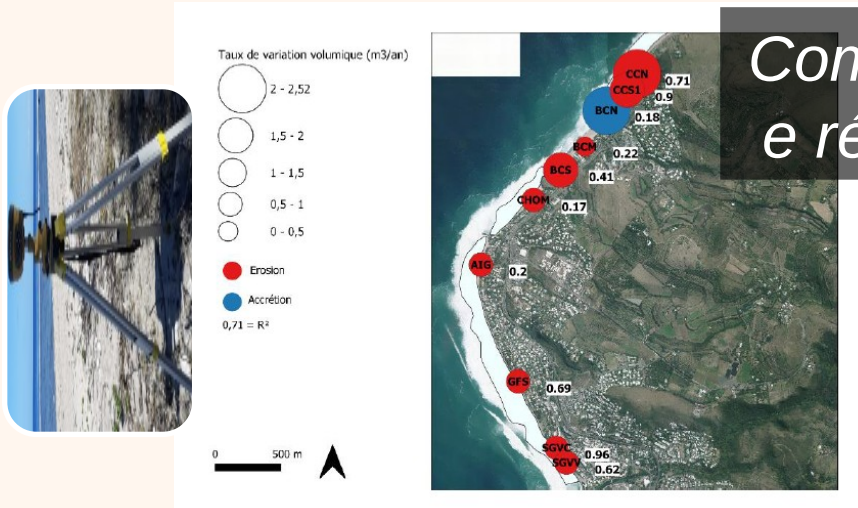 Taux de variation volumique (m3/an)
2 - 2,52
1,5 - 2
1 - 1,5
0,5 - 1
0 - 0,5
Erosion
Accrétion
0,71 = R²
0 500 m
CCN 0.71
CCS1 0.9
BCN 0.18
BCM 0.22
BCS 0.41
CHOM 0.17
AIG 0.2
GFS 0.69
SGVC 0.96
SGVV 0.62
Com
e ré